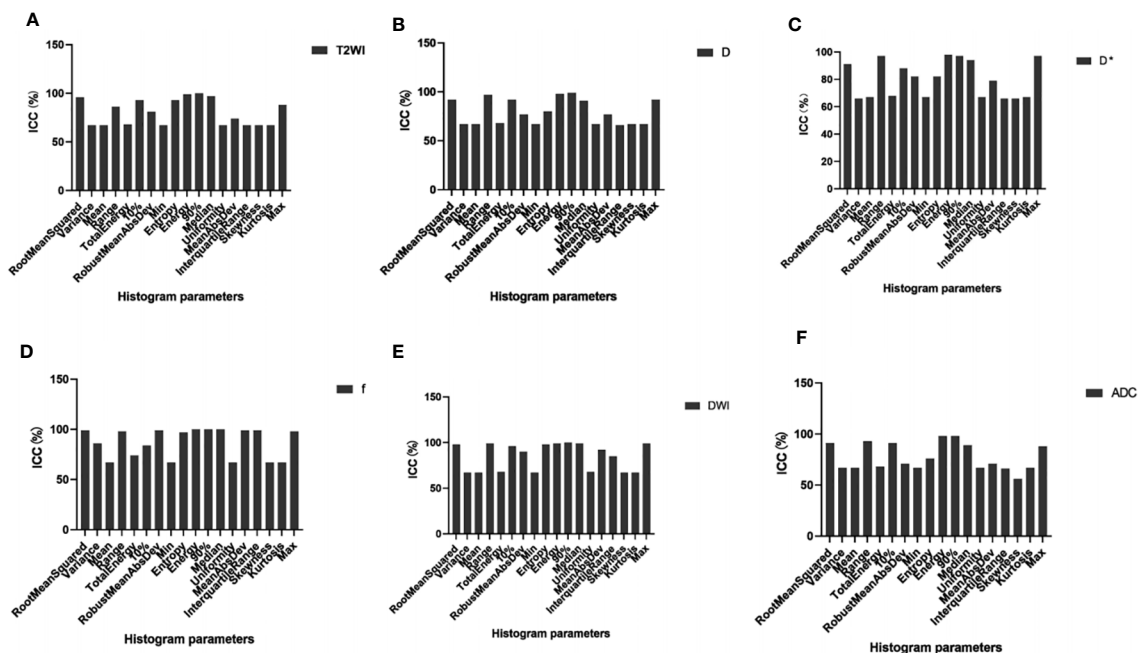 A
T2WI
150
100
50
0
ICC (%)
RootMeanSquared
Variance
Mean
Range
TotalEnergy
10%
RobustMeanAbsDev
Min
Entropy
Energy
90%
Median
Uniformity
MeanAbsDev
InterquartileRange
Skewness
Kurtosis
Max
Histogram parameters
B
D
150
100
50
0
ICC (%)
RootMeanSquared
Variance
Mean
Range
TotalEnergy
10%
RobustMeanAbsDev
Min
Entropy
Energy
90%
Median
Uniformity
MeanAbsDev
InterquartileRange
Skewness
Kurtosis
Max
Histogram parameters
C
D*
100
80
60
40
20
0
ICC (%)
RootMeanSquared
Variance
Mean
Range
TotalEnergy
10%
RobustMeanAbsDev
Min
Entropy
Energy
90%
Median
Uniformity
MeanAbsDev
InterquartileRange
Skewness
Kurtosis
Max
Histogram parameters
D
f
150
100
50
0
ICC (%)
RootMeanSquared
Variance
Mean
Range
TotalEnergy
10%
RobustMeanAbsDev
Min
Entropy
Energy
90%
Median
Uniformity
MeanAbsDev
InterquartileRange
Skewness
Kurtosis
Max
Histogram parameters
E
DWI
150
100
50
0
ICC (%)
RootMeanSquared
Variance
Mean
Range
TotalEnergy
10%
RobustMeanAbsDev
Min
Entropy
Energy
90%
Median
Uniformity
MeanAbsDev
InterquartileRange
Skewness
Kurtosis
Max
Histogram parameters
F
ADC
150
100
50
0
ICC (%)
RootMeanSquared
Variance
Mean
Range
TotalEnergy
10%
RobustMeanAbsDev
Min
Entropy
Energy
90%
Median
Uniformity
MeanAbsDev
InterquartileRange
Skewness
Kurtosis
Max
Histogram parameters